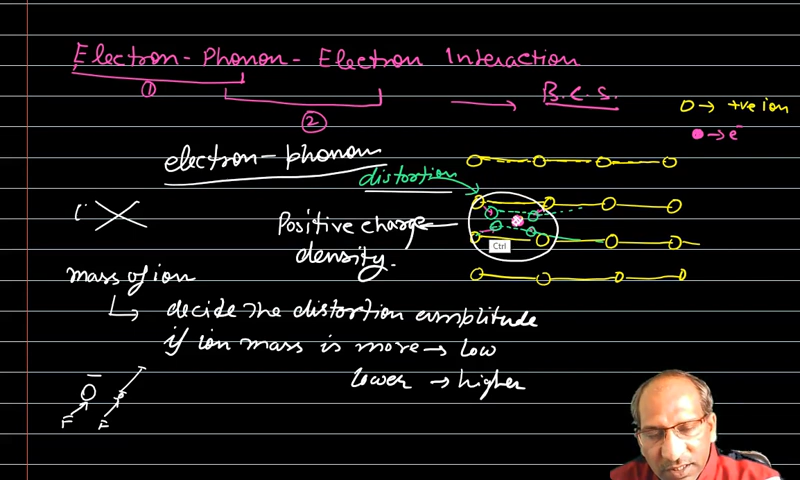 Electron-Phonon-Electron Interaction
①
②
B.C.S.
O→ +ve ion
●→e⁻
electron-phonon
distortion
Positive charge
density.
Ctrl
mass of ion
decide the distortion amplitude
if ion mass is more → low
lower → higher
F F